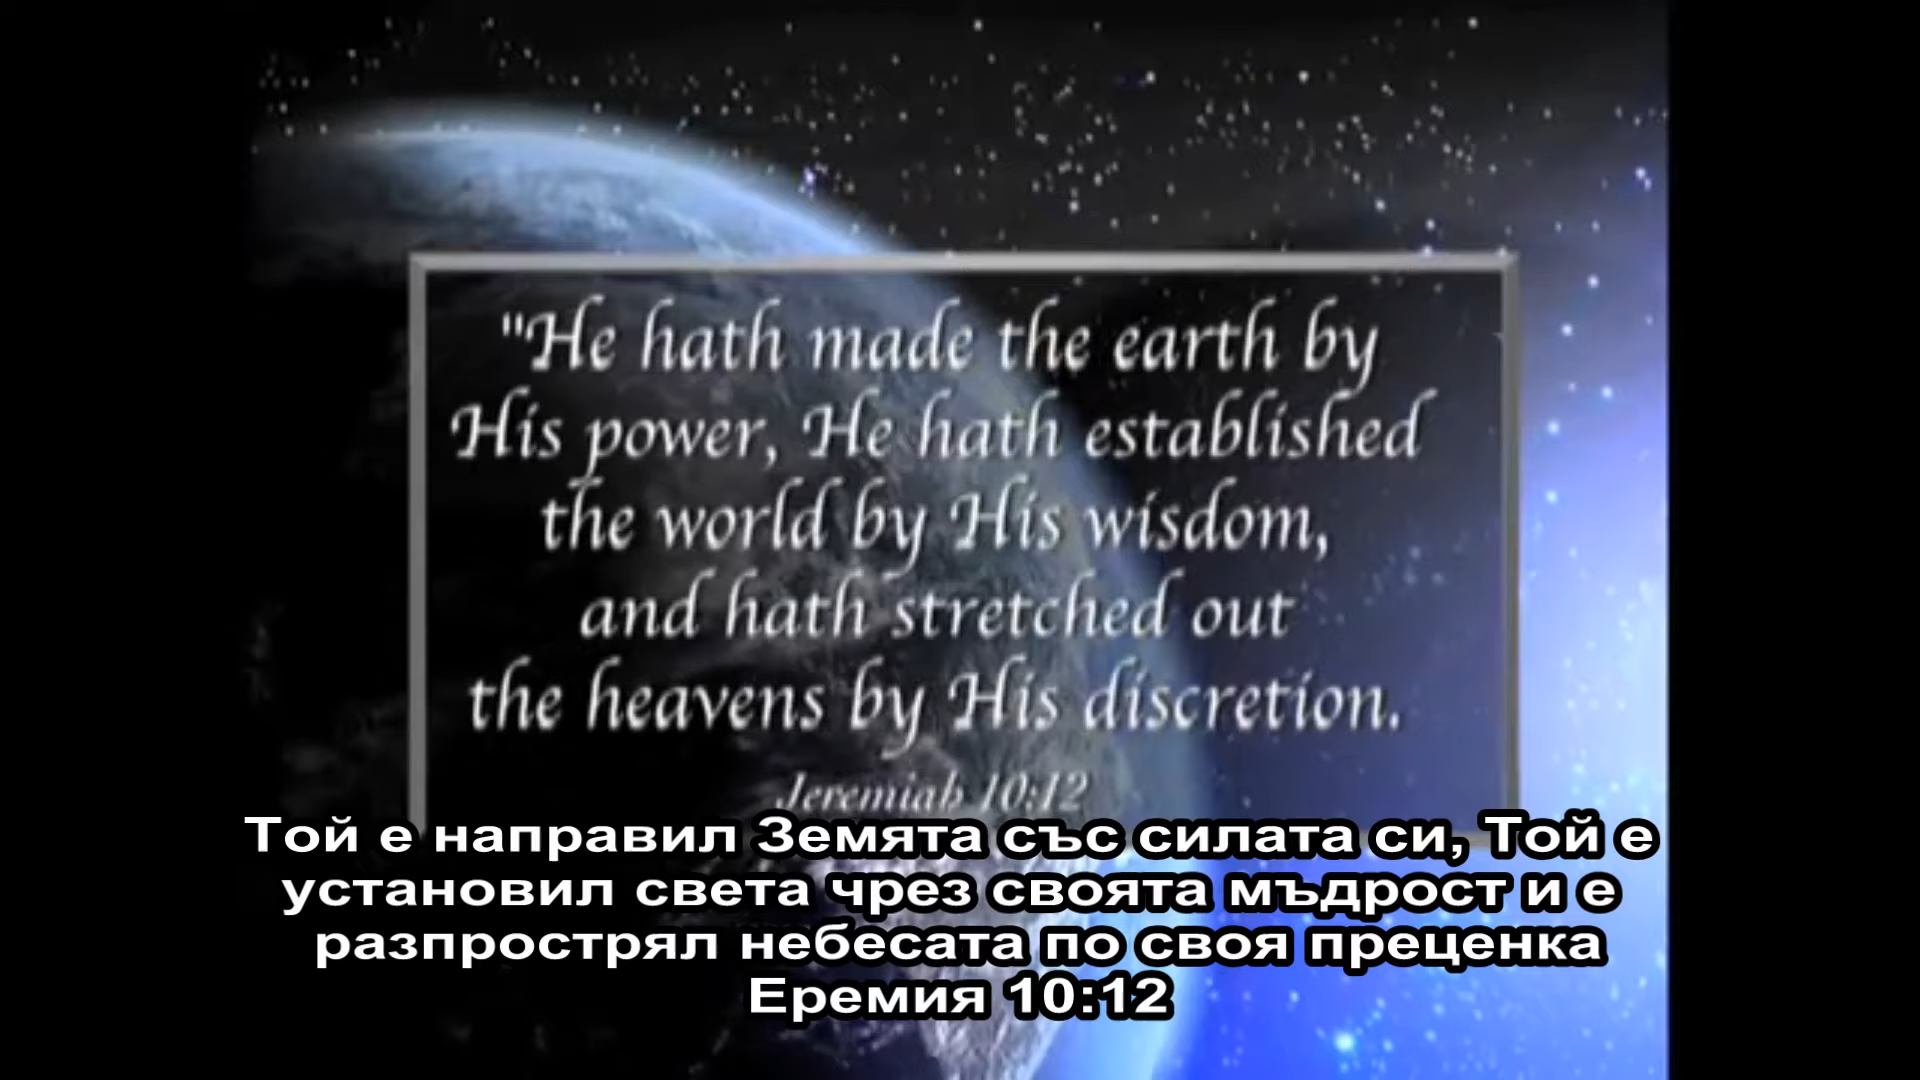 "He hath made the earth by
His power, He hath established
the world by His wisdom,
and hath stretched out
the heavens by His discretion.
Jeremiah 10:12
Той е направил Земята със силата си, Той е
установил света чрез своята мъдрост и е
разпрострял небесата по своя преценка
Еремия 10:12